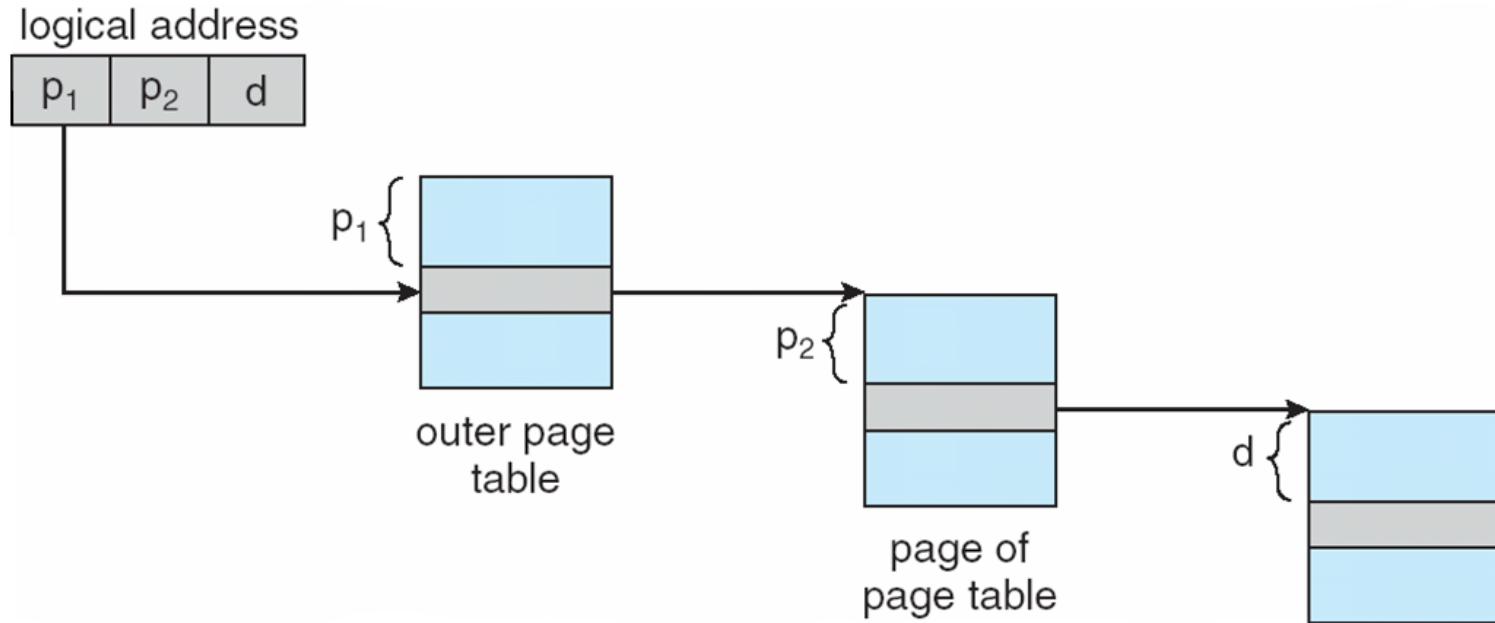 logical address
p₁ p₂ d
p₁
outer page
table
p₂
page of
page table
d